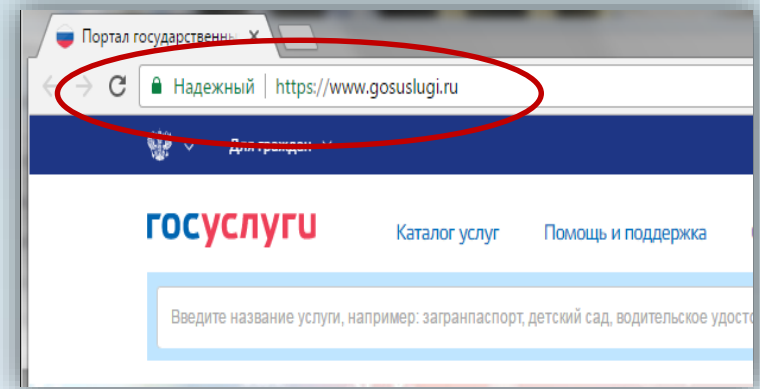 Портал государственны
Надежный | https://www.gosuslugi.ru
Для граждан
госуслуги
Каталог услуг Помощь и поддержка
Введите название услуги, например: загранпаспорт, детский сад, водительское удосто